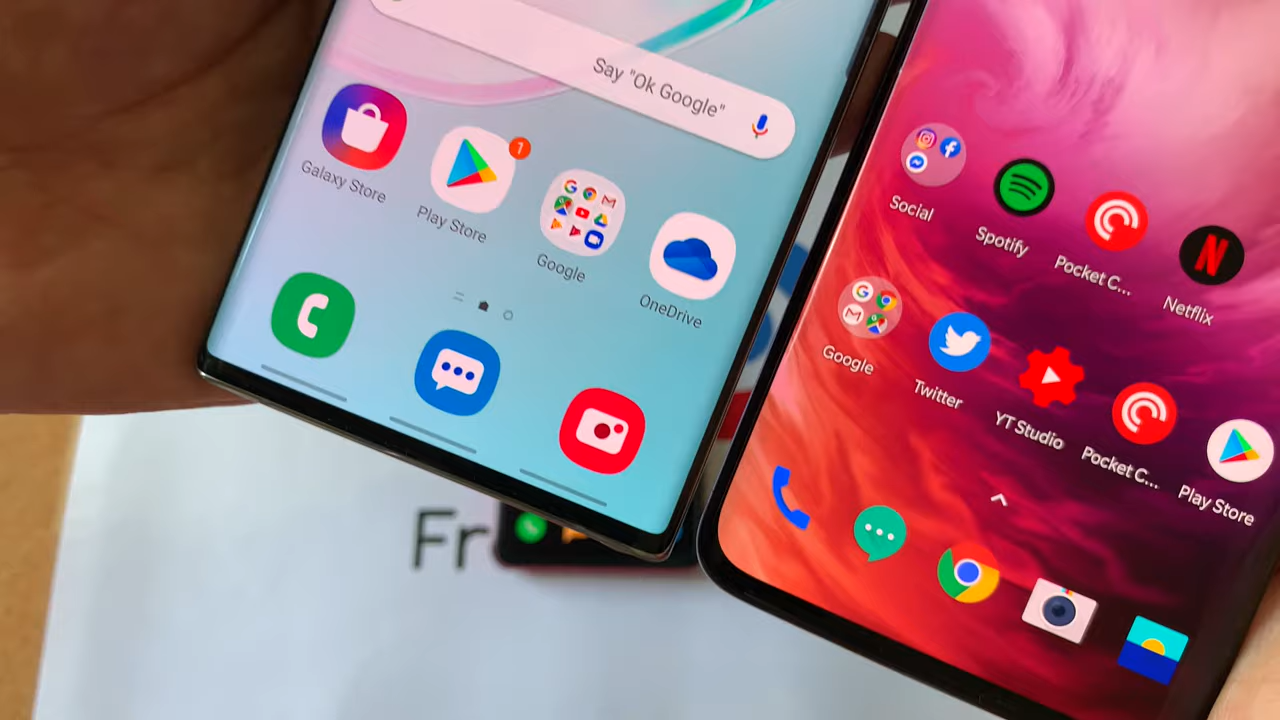 Say "Ok Google"
Galaxy Store
Play Store
1
Google
OneDrive
Social
Spotify
Pocket C...
Netflix
Google
Twitter
YT Studio
Pocket C...
Play Store
Fr